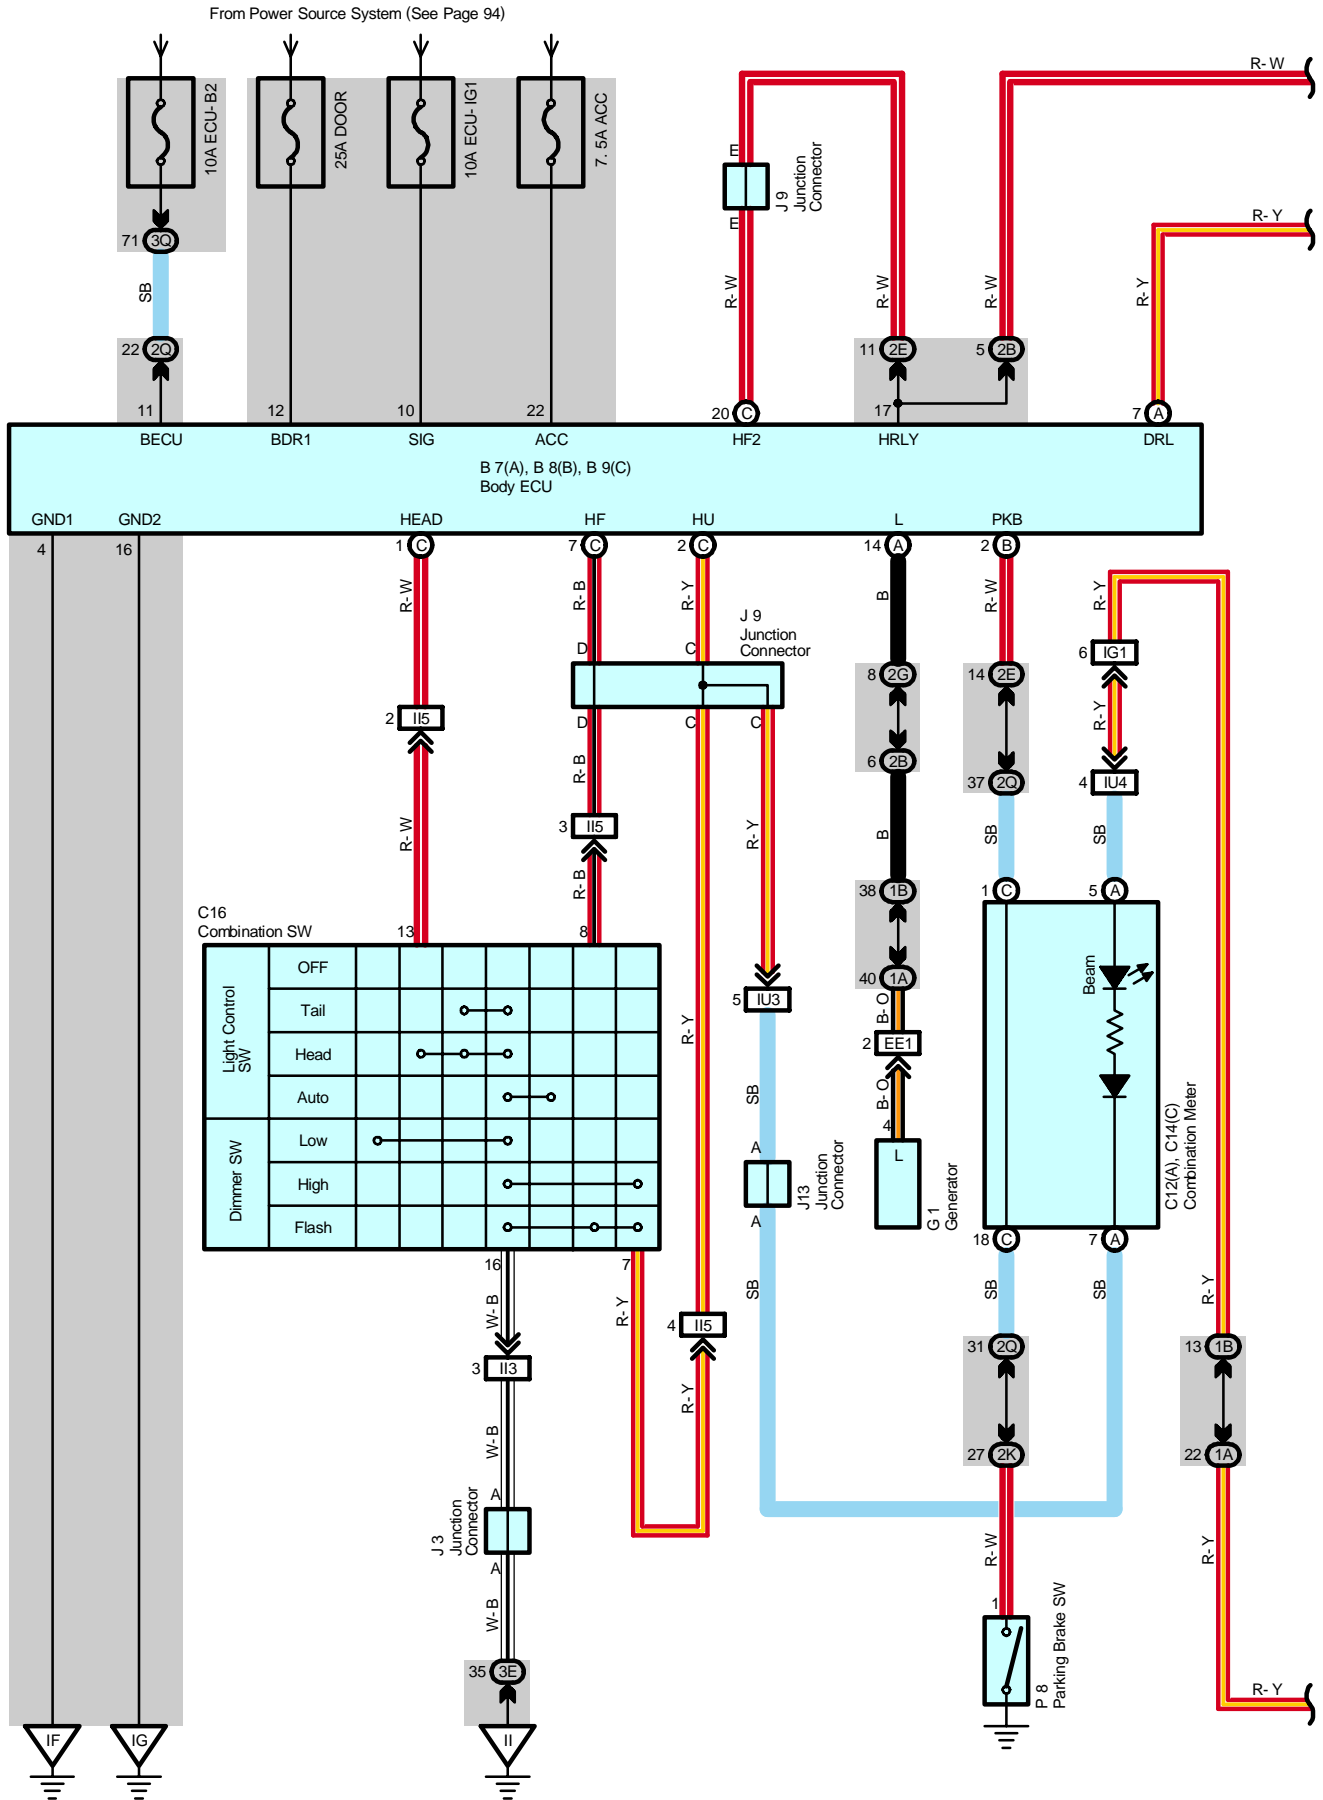 From Power Source System (See Page 94)
10A ECU-B2
25A DOOR
10A ECU-IG1
7. 5A ACC
R-W
R-Y
71 3Q
SB
22 2Q
E
J 9
Junction
Connector
E
R-W
R-W
R-W
R-Y
11 2E
5 2B
11
12
10
22
20 C
17
7 A
BECU
BDR1
SIG
ACC
HF2
HRLY
DRL
B 7(A), B 8(B), B 9(C)
Body ECU
GND1
GND2
HEAD
HF
HU
L
PKB
4
16
1 C
7 C
2 C
14 A
2 B
R-W
R-B
R-Y
B
R-W
R-Y
J 9
Junction
Connector
D
C
6 IG1
8 2G
14 2E
2 II5
D
C
C
R-Y
R-B
6 2B
37 2Q
4 IU4
R-W
3 II5
R-Y
B
SB
SB
R-B
38 1B
1 C
5 A
C16
Combination SW
13
8
OFF
Tail
Head
Auto
Light Control
SW
Low
High
Flash
Dimmer SW
R-Y
5 IU3
40 1A
Beam
B-O
2 EE1
SB
B-O
4
L
G 1
Generator
A
J13
Junction
Connector
A
C12(A), C14(C)
Combination Meter
16
7
18 C
7 A
W-B
R-Y
SB
SB
SB
R-Y
4 II5
3 II3
31 2Q
13 1B
R-Y
W-B
27 2K
22 1A
A
J 3
Junction
Connector
A
R-W
R-Y
W-B
1
P 8
Parking Brake SW
35 3E
R-Y
IF
IG
II